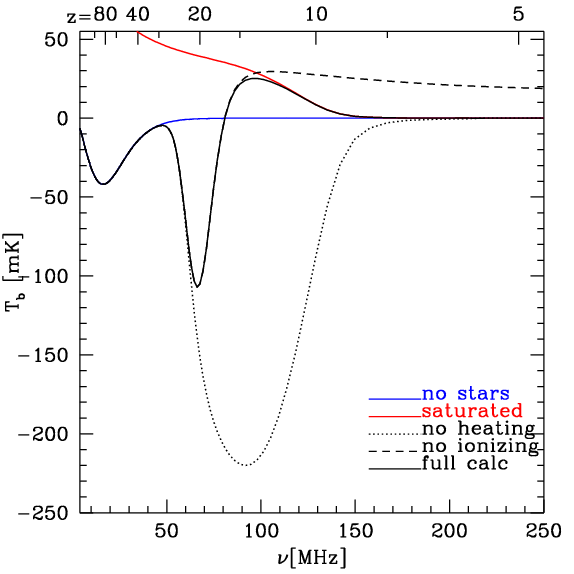 z=80 40 20 10 5
50
0
−50
−100
−150
−200
−250
T_b [mK]
no stars
saturated
no heating
no ionizing
full calc
50 100 150 200 250
ν[MHz]